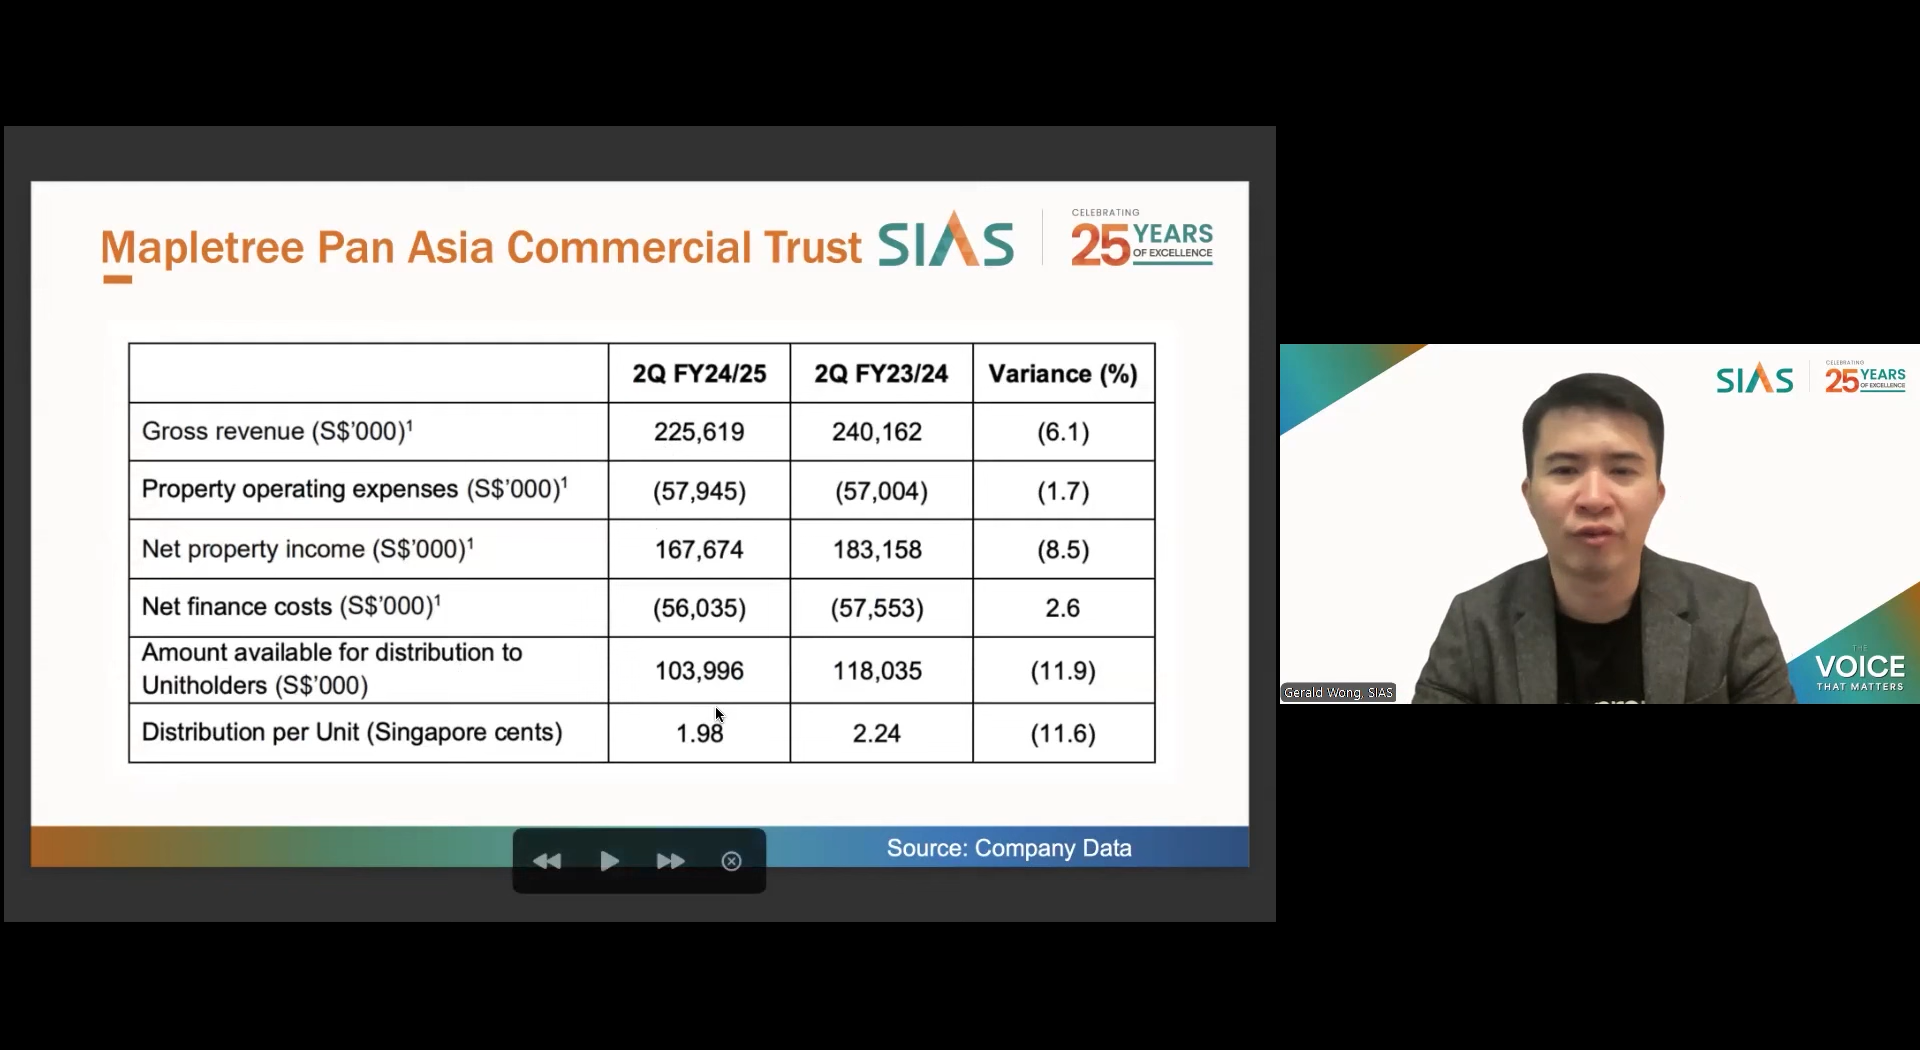 Mapletree Pan Asia Commercial Trust
SIAS
CELEBRATING
25 YEARS
OF EXCELLENCE
2Q FY24/25 2Q FY23/24 Variance (%)
Gross revenue (S$'000)¹ 225,619 240,162 (6.1)
Property operating expenses (S$'000)¹ (57,945) (57,004) (1.7)
Net property income (S$'000)¹ 167,674 183,158 (8.5)
Net finance costs (S$'000)¹ (56,035) (57,553) 2.6
Amount available for distribution to
Unitholders (S$'000) 103,996 118,035 (11.9)
Distribution per Unit (Singapore cents) 1.98 2.24 (11.6)
Source: Company Data
SIAS
CELEBRATING
25 YEARS
OF EXCELLENCE
THE
VOICE
THAT MATTERS
Gerald Wong, SIAS